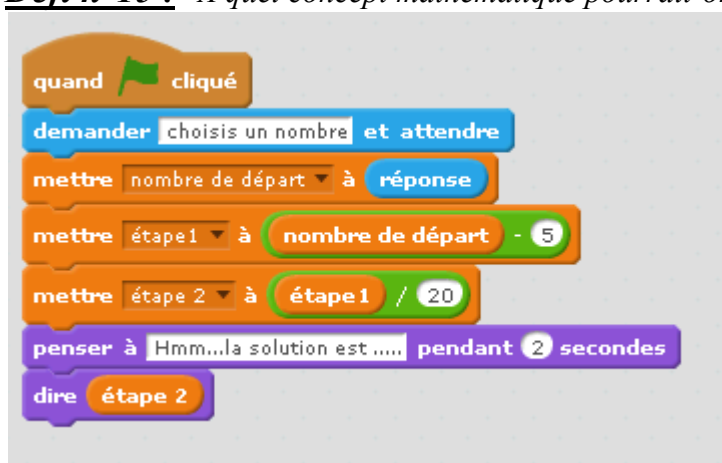 Défi n°15 : A quel concept mathématique pourrait-on
quand cliqué
demander choisis un nombre et attendre
mettre nombre de départ à réponse
mettre étape1 à nombre de départ - 5
mettre étape 2 à étape1 / 20
penser à Hmm...la solution est ..... pendant 2 secondes
dire étape 2